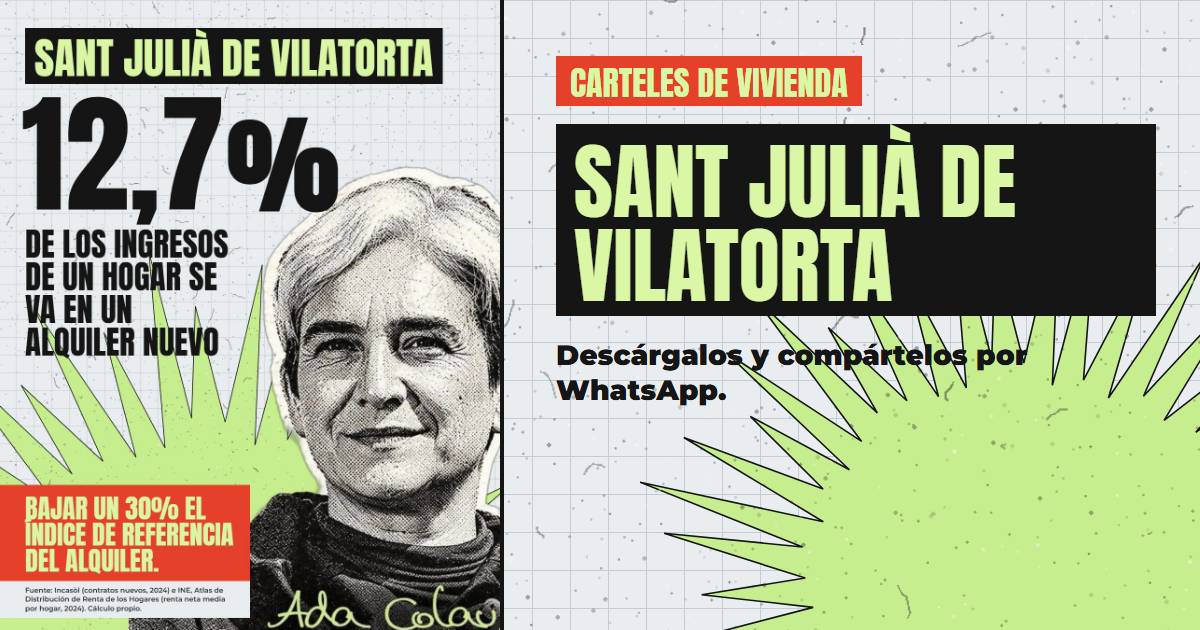 SANT JULIÀ DE VILATORTA
12,7%
DE LOS INGRESOS
DE UN HOGAR SE
VA EN UN
ALQUILER NUEVO
BAJAR UN 30% EL
ÍNDICE DE REFERENCIA
DEL ALQUILER.
Fuente: Incasòl (contratos nuevos, 2024) e INE, Atlas de
Distribución de Renta de los Hogares (renta neta media
por hogar, 2024). Cálculo propio.
Ada Colau
CARTELES DE VIVIENDA
SANT JULIÀ DE
VILATORTA
Descárgalos y compártelos por
WhatsApp.